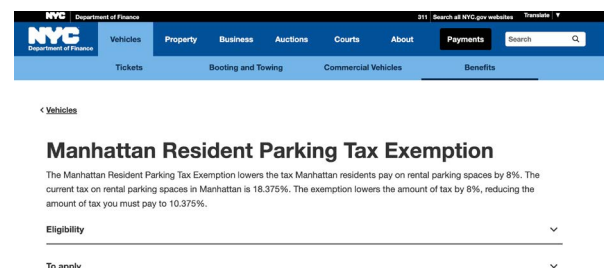 NYC Department of Finance 311 Search all NYC.gov websites Translate ▼
NYC Department of Finance Vehicles Property Business Auctions Courts About Payments Search
Tickets Booting and Towing Commercial Vehicles Benefits
< Vehicles
Manhattan Resident Parking Tax Exemption
The Manhattan Resident Parking Tax Exemption lowers the tax Manhattan residents pay on rental parking spaces by 8%. The
current tax on rental parking spaces in Manhattan is 18.375%. The exemption lowers the amount of tax by 8%, reducing the
amount of tax you must pay to 10.375%.
Eligibility
To apply